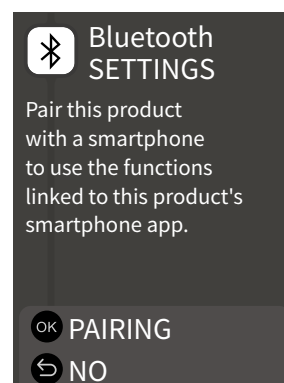 Bluetooth
SETTINGS
Pair this product
with a smartphone
to use the functions
linked to this product's
smartphone app.
OK PAIRING
NO